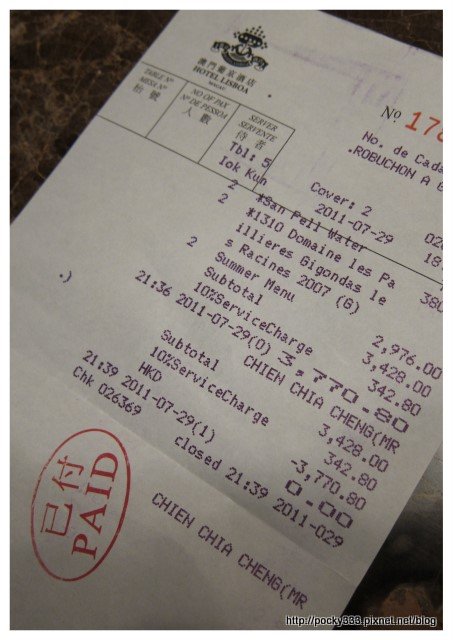 澳門葡京酒店
HOTEL LISBOA
MACAU
TABLE Nº
MESA Nº
枱號
NO OF PAX
Nº DE PESSOA
人數
SERVER
SERVENTE
侍者
Nº 178
No. de Cada
.ROBUCHON A
Tbl: 5
Cover: 2
Iok Kun
2011-07-29
2 *San Pell Water
2 #1310 Domaine les Pa 380
illieres Gigondas le
s Racines 2007 (G)
2 Summer Menu 2,976.00
Subtotal 3,428.00
10%ServiceCharge 342.80
21:36 2011-07-29(0) 3,770.80
CHIEN CHIA CHENG(MR
Subtotal 3,428.00
10%ServiceCharge 342.80
HKD -3,770.80
21:39 2011-07-29(1) 0.00
Chk 026369
closed 21:39 2011-029
已付
PAID
CHIEN CHIA CHENG(MR
http://pocky333.pixnet.net/blog